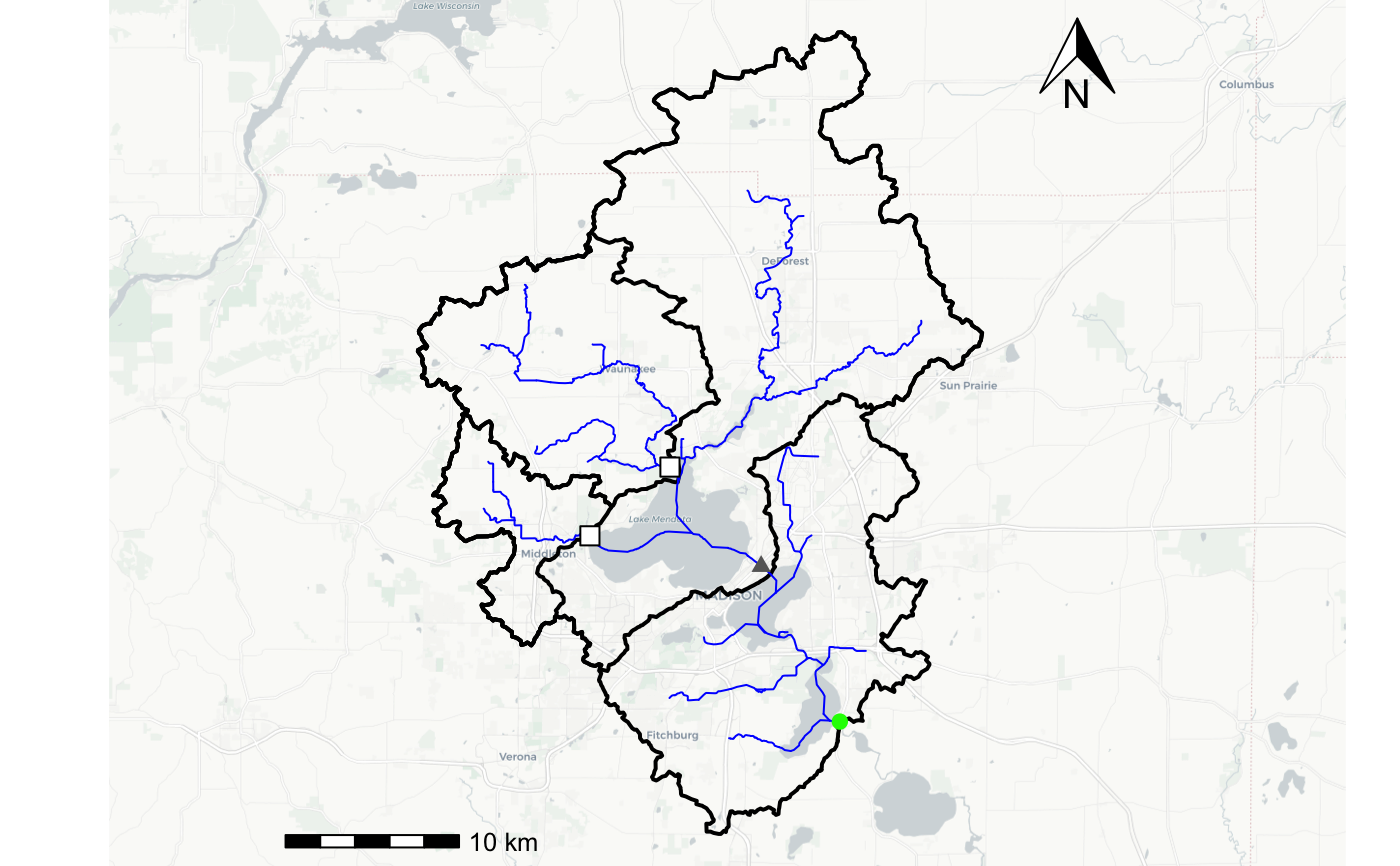 Lake Wisconsin
Columbus
N
DeForest
Waunakee
Sun Prairie
Lake Mendota
Middleton
MADISON
Fitchburg
Verona
10 km